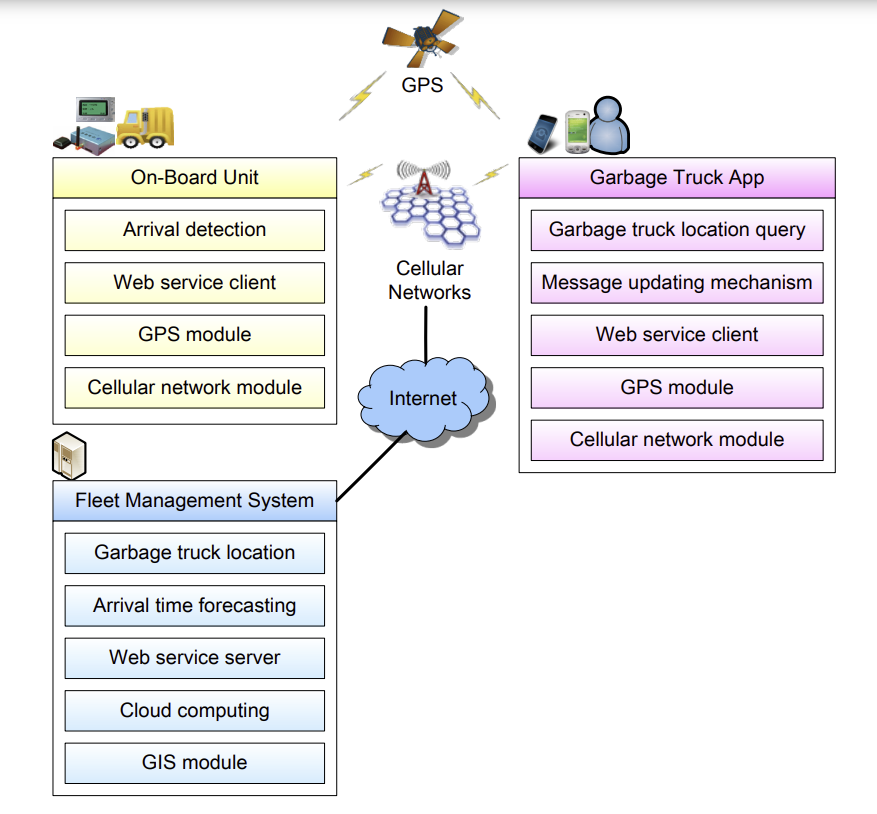 GPS
On-Board Unit
Arrival detection
Web service client
GPS module
Cellular network module
Cellular
Networks
Internet
Garbage Truck App
Garbage truck location query
Message updating mechanism
Web service client
GPS module
Cellular network module
Fleet Management System
Garbage truck location
Arrival time forecasting
Web service server
Cloud computing
GIS module